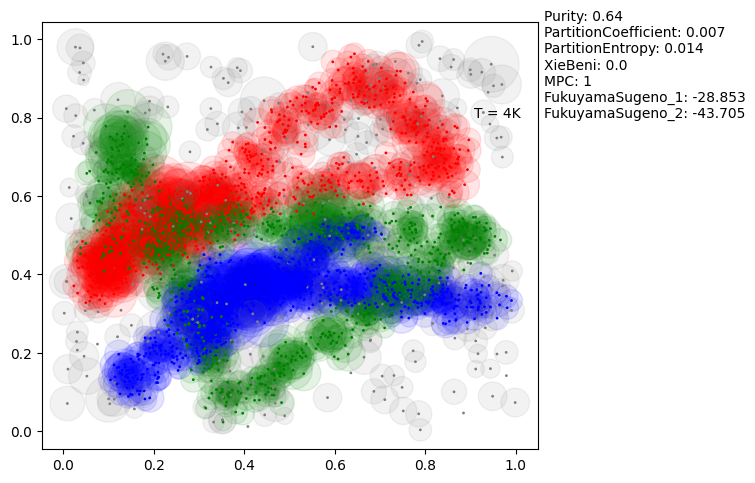 Purity: 0.64
PartitionCoefficient: 0.007
PartitionEntropy: 0.014
XieBeni: 0.0
MPC: 1
FukuyamaSugeno_1: -28.853
FukuyamaSugeno_2: -43.705
T = 4K
1.0
0.8
0.6
0.4
0.2
0.0
0.0 0.2 0.4 0.6 0.8 1.0